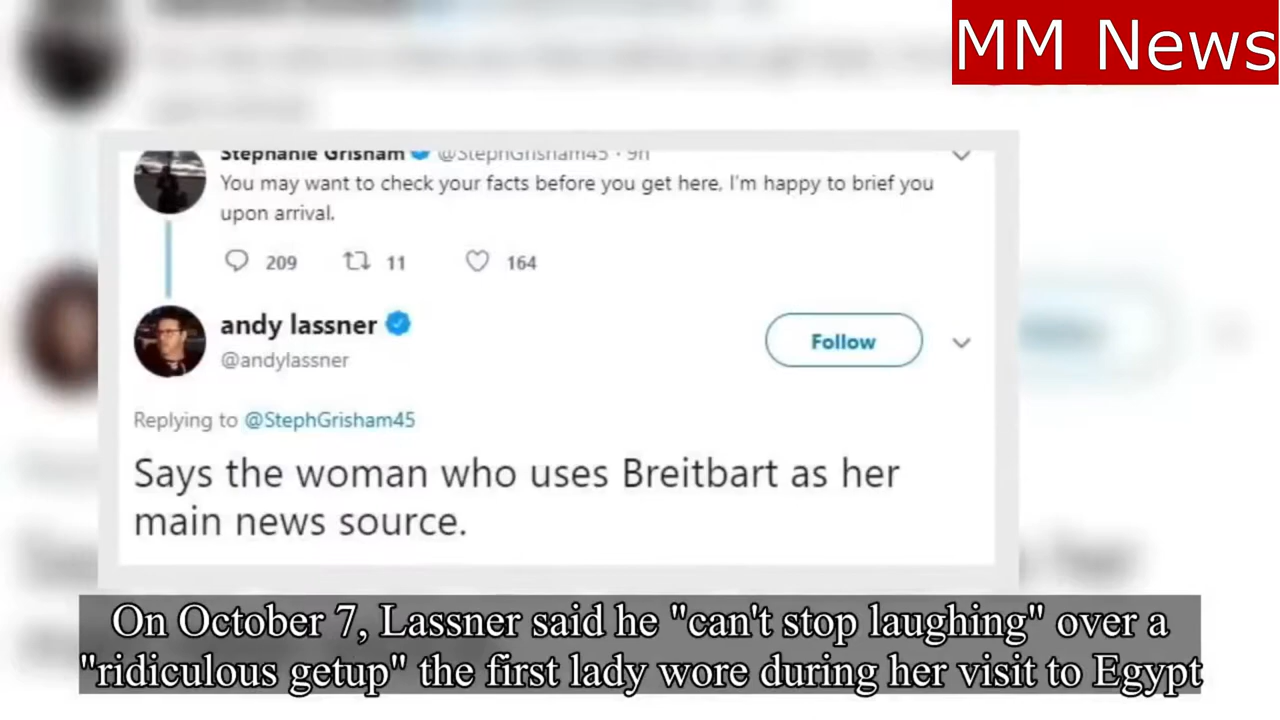 MM News
Stephanie Grisham @StephGrisham45 · 9h
You may want to check your facts before you get here. I'm happy to brief you
upon arrival.
209 11 164
andy lassner
Follow
@andylassner
Replying to @StephGrisham45
Says the woman who uses Breitbart as her
main news source.
On October 7, Lassner said he "can't stop laughing" over a
"ridiculous getup" the first lady wore during her visit to Egypt